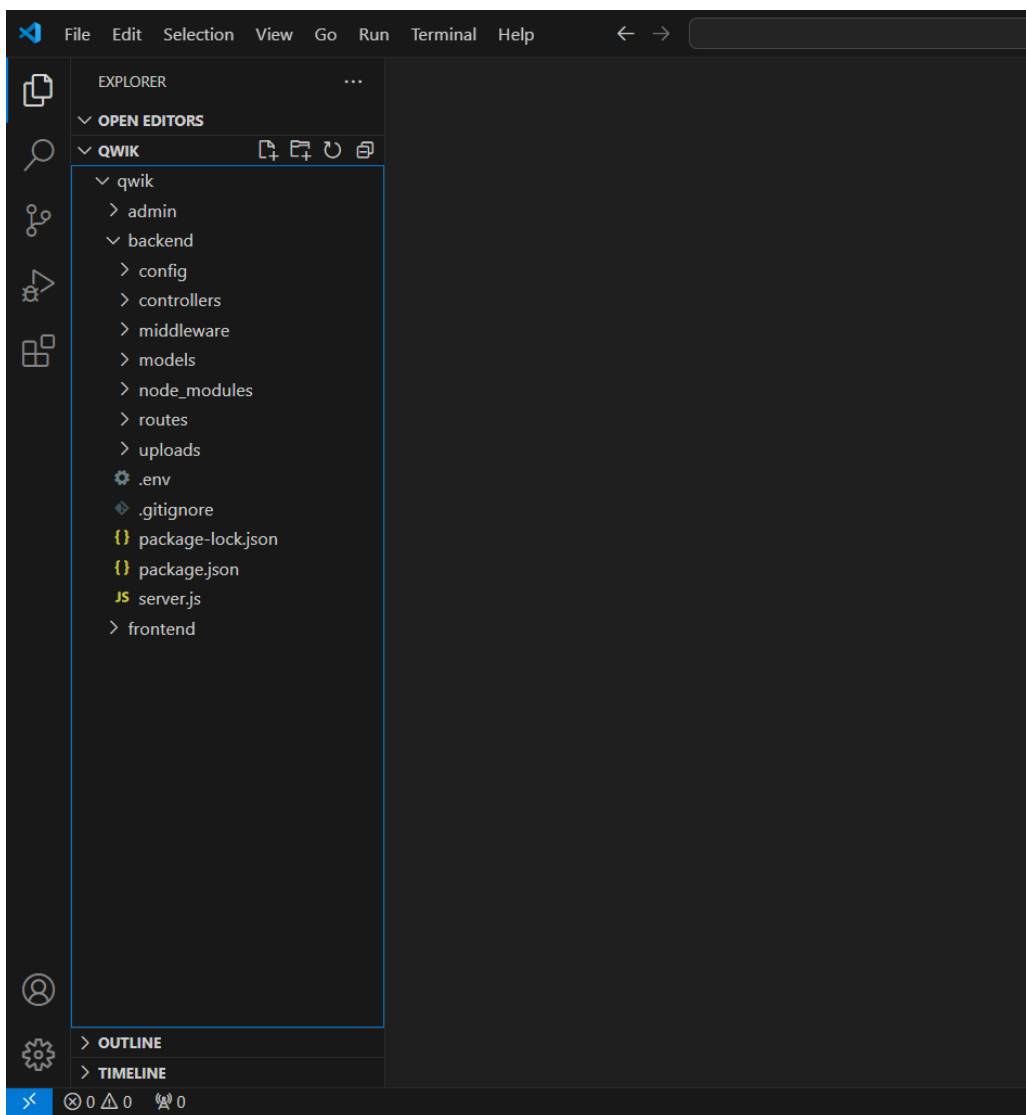 File Edit Selection View Go Run Terminal Help
EXPLORER
OPEN EDITORS
QWIK
qwik
admin
backend
config
controllers
middleware
models
node_modules
routes
uploads
.env
.gitignore
{} package-lock.json
{} package.json
JS server.js
frontend
OUTLINE
TIMELINE
0 0 0